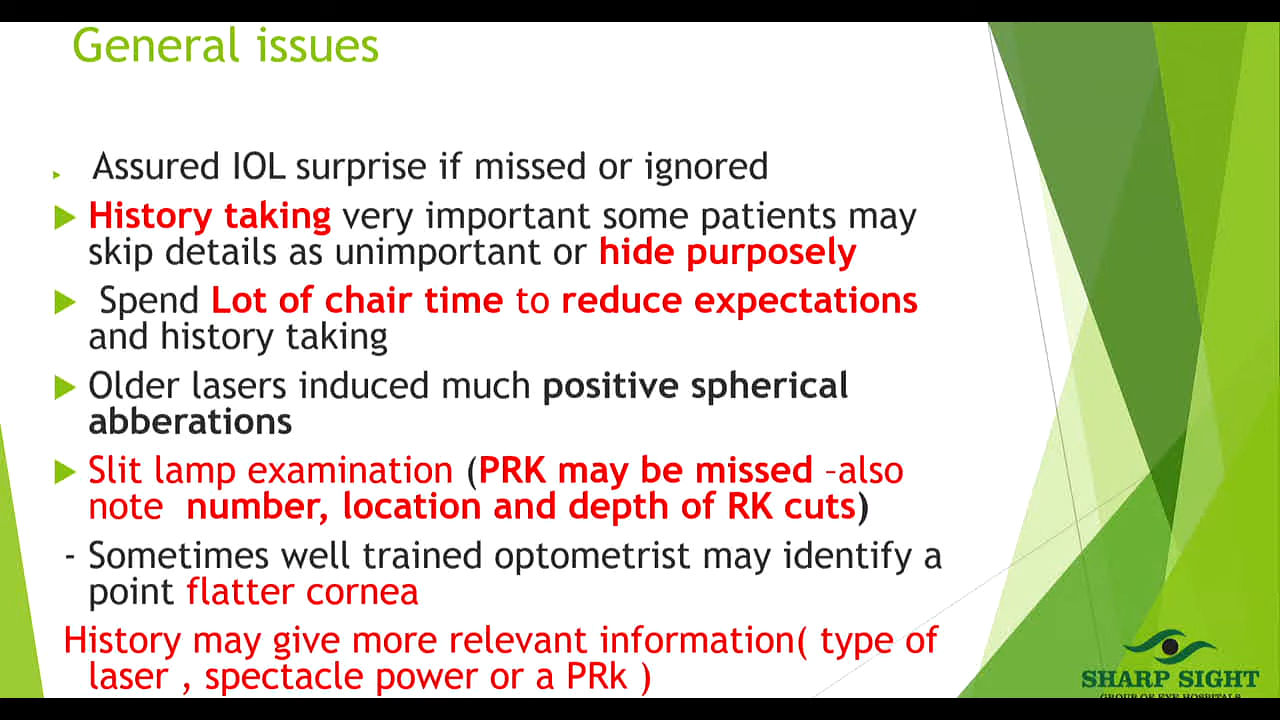 General issues
Assured IOL surprise if missed or ignored
History taking very important some patients may
skip details as unimportant or hide purposely
Spend Lot of chair time to reduce expectations
and history taking
Older lasers induced much positive spherical
abberations
Slit lamp examination (PRK may be missed –also
note number, location and depth of RK cuts)
- Sometimes well trained optometrist may identify a
point flatter cornea
History may give more relevant information( type of
laser , spectacle power or a PRk )
SHARP SIGHT
GROUP OF EYE HOSPITALS